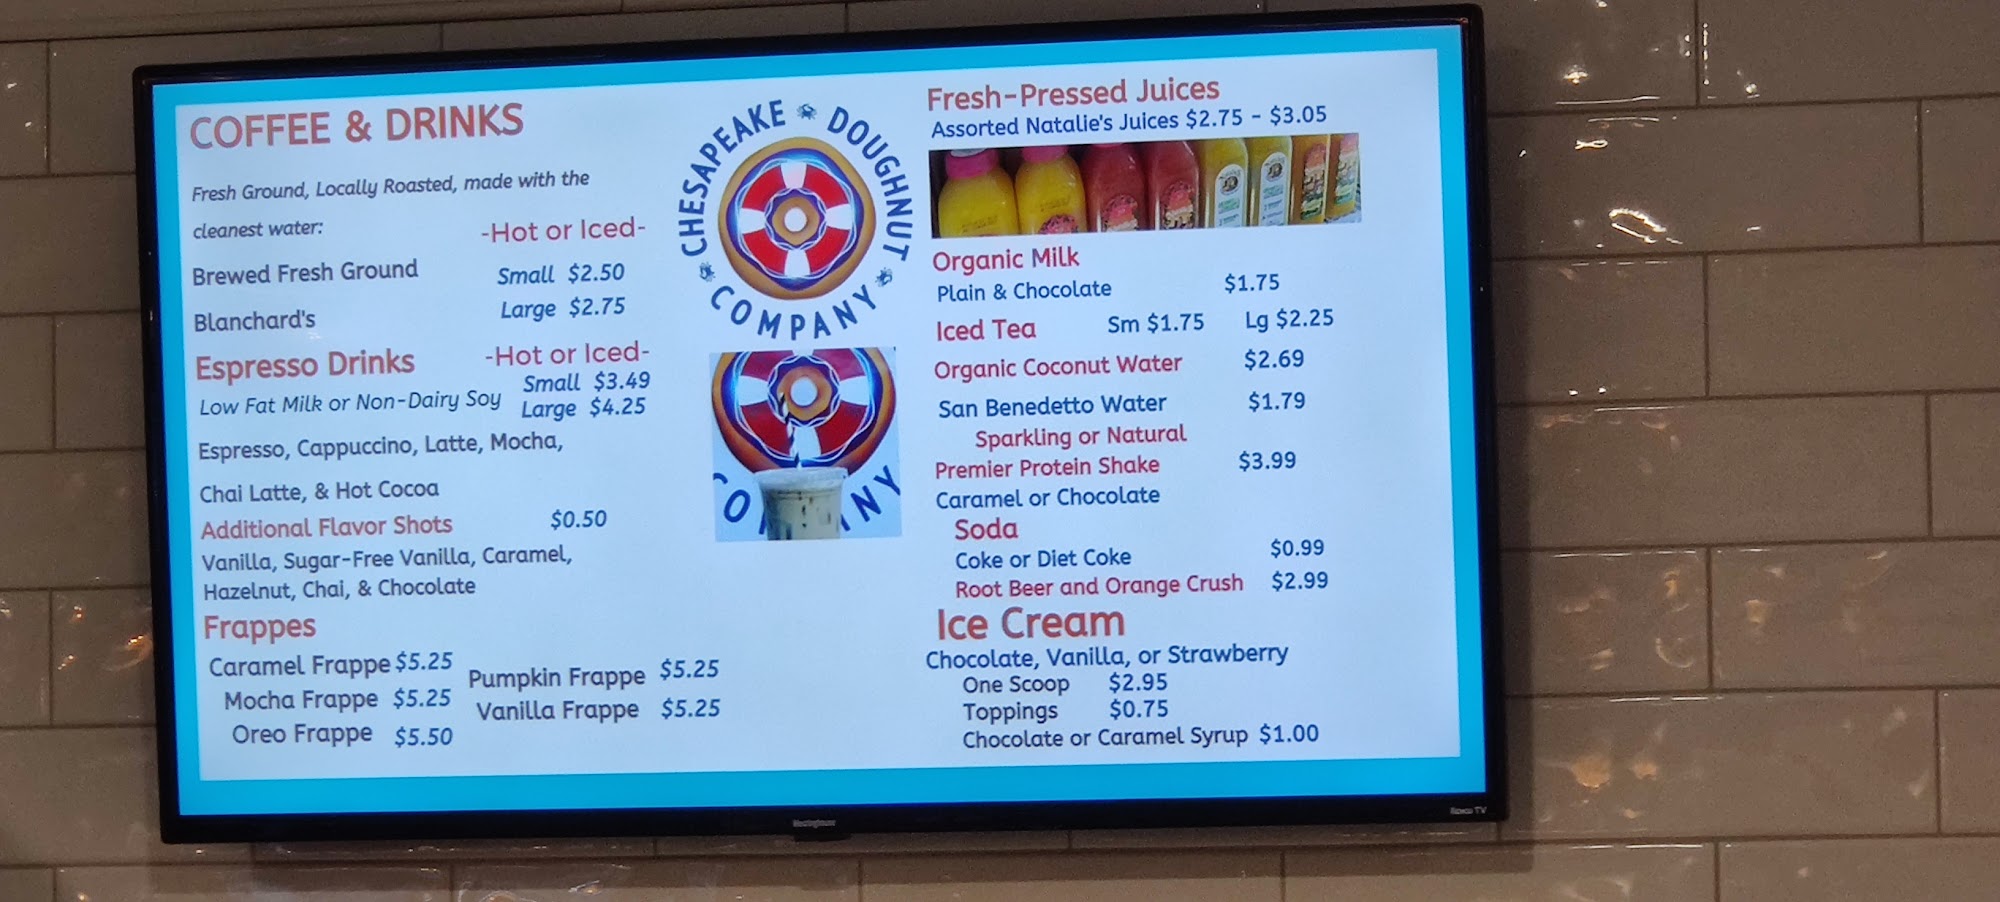 COFFEE & DRINKS
Fresh Ground, Locally Roasted, made with the
cleanest water:
-Hot or Iced-
Brewed Fresh Ground
Small $2.50
Blanchard's
Large $2.75
Espresso Drinks
-Hot or Iced-
Small $3.49
Low Fat Milk or Non-Dairy Soy
Large $4.25
Espresso, Cappuccino, Latte, Mocha,
Chai Latte, & Hot Cocoa
Additional Flavor Shots $0.50
Vanilla, Sugar-Free Vanilla, Caramel,
Hazelnut, Chai, & Chocolate
Frappes
Caramel Frappe $5.25
Mocha Frappe $5.25
Oreo Frappe $5.50
Pumpkin Frappe $5.25
Vanilla Frappe $5.25
CHESAPEAKE DOUGHNUT
COMPANY
CO NY
Fresh-Pressed Juices
Assorted Natalie's Juices $2.75 - $3.05
Organic Milk
Plain & Chocolate $1.75
Iced Tea Sm $1.75 Lg $2.25
Organic Coconut Water $2.69
San Benedetto Water $1.79
Sparkling or Natural
Premier Protein Shake $3.99
Caramel or Chocolate
Soda
Coke or Diet Coke $0.99
Root Beer and Orange Crush $2.99
Ice Cream
Chocolate, Vanilla, or Strawberry
One Scoop $2.95
Toppings $0.75
Chocolate or Caramel Syrup $1.00
Westinghouse
Roku TV